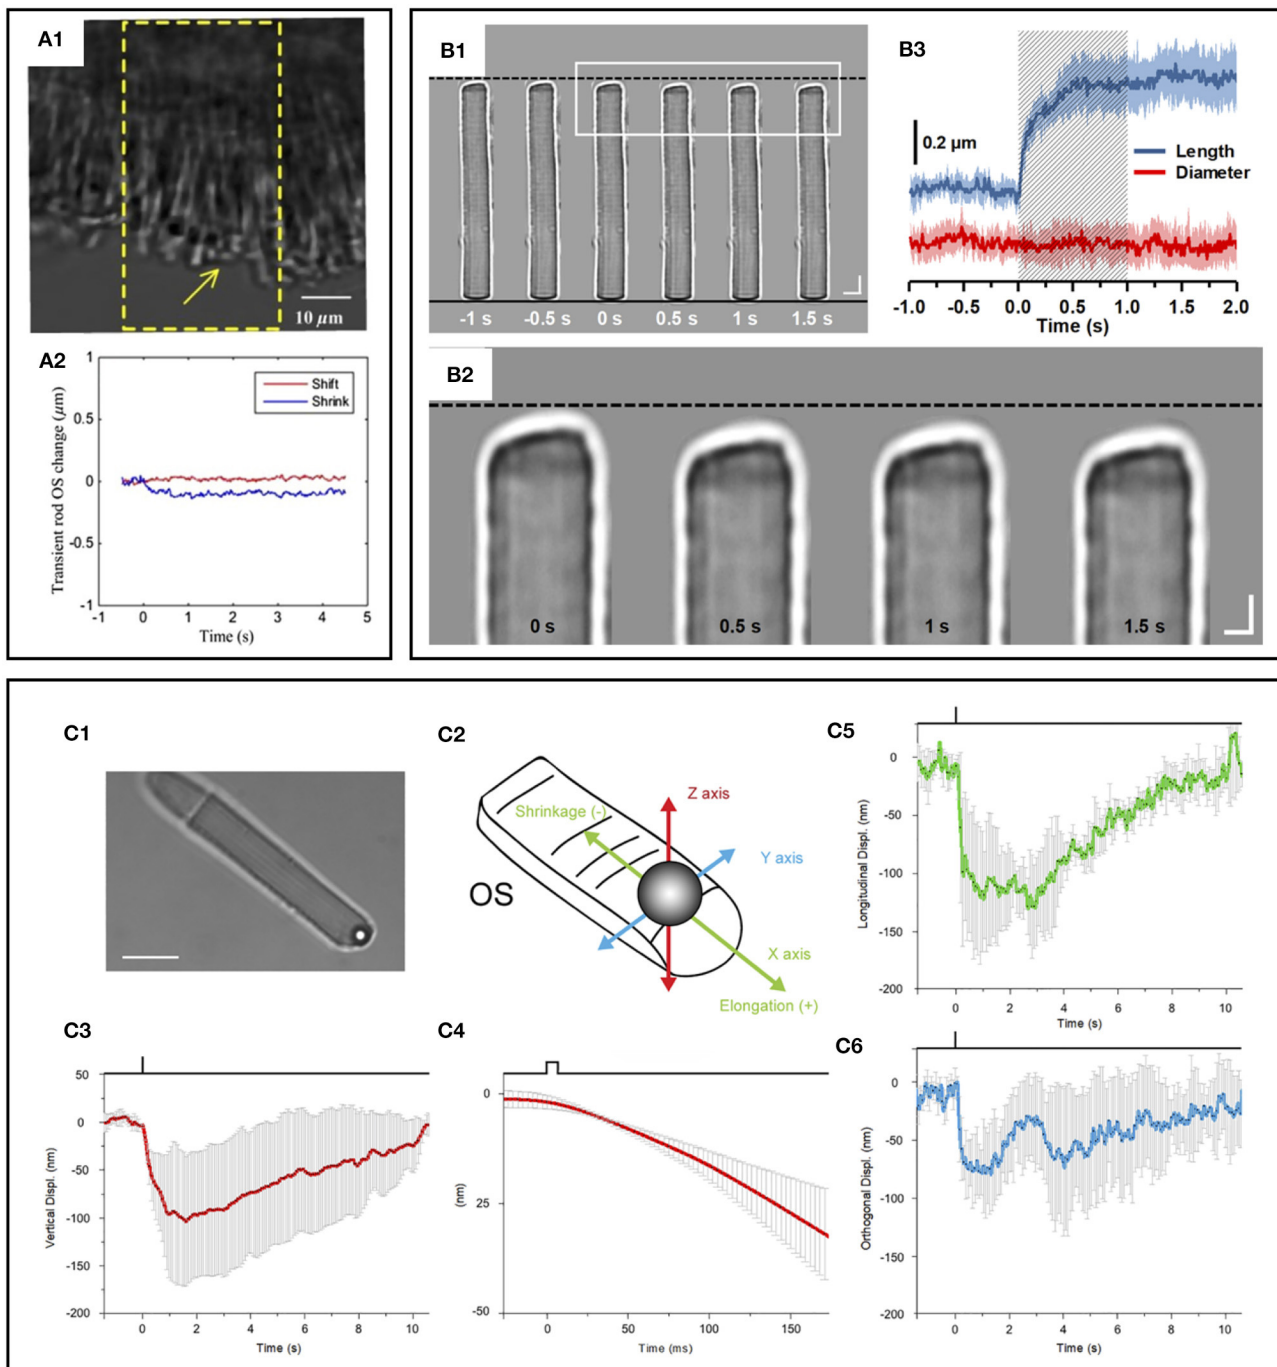 A1
10 μm
A2
Transient rod OS change (μm)
1
0.5
0
-0.5
-1
Shift
Shrink
-1 0 1 2 3 4 5
Time (s)
B1
-1 s -0.5 s 0 s 0.5 s 1 s 1.5 s
B3
0.2 μm
Length
Diameter
-1.0 -0.5 0.0 0.5 1.0 1.5 2.0
Time (s)
B2
0 s 0.5 s 1 s 1.5 s
C1
C2
Z axis
Shrinkage (-)
Y axis
OS
X axis
Elongation (+)
C5
Longitudinal Displ. (nm)
0
-50
-100
-150
-200
0 2 4 6 8 10
Time (s)
C3
Vertical Displ. (nm)
50
0
-50
-100
-150
-200
0 2 4 6 8 10
Time (s)
C4
(nm)
0
25
-50
0 50 100 150
Time (ms)
C6
Orthogonal Displ. (nm)
0
-50
-100
-200
0 2 4 6 8 10
Time (s)